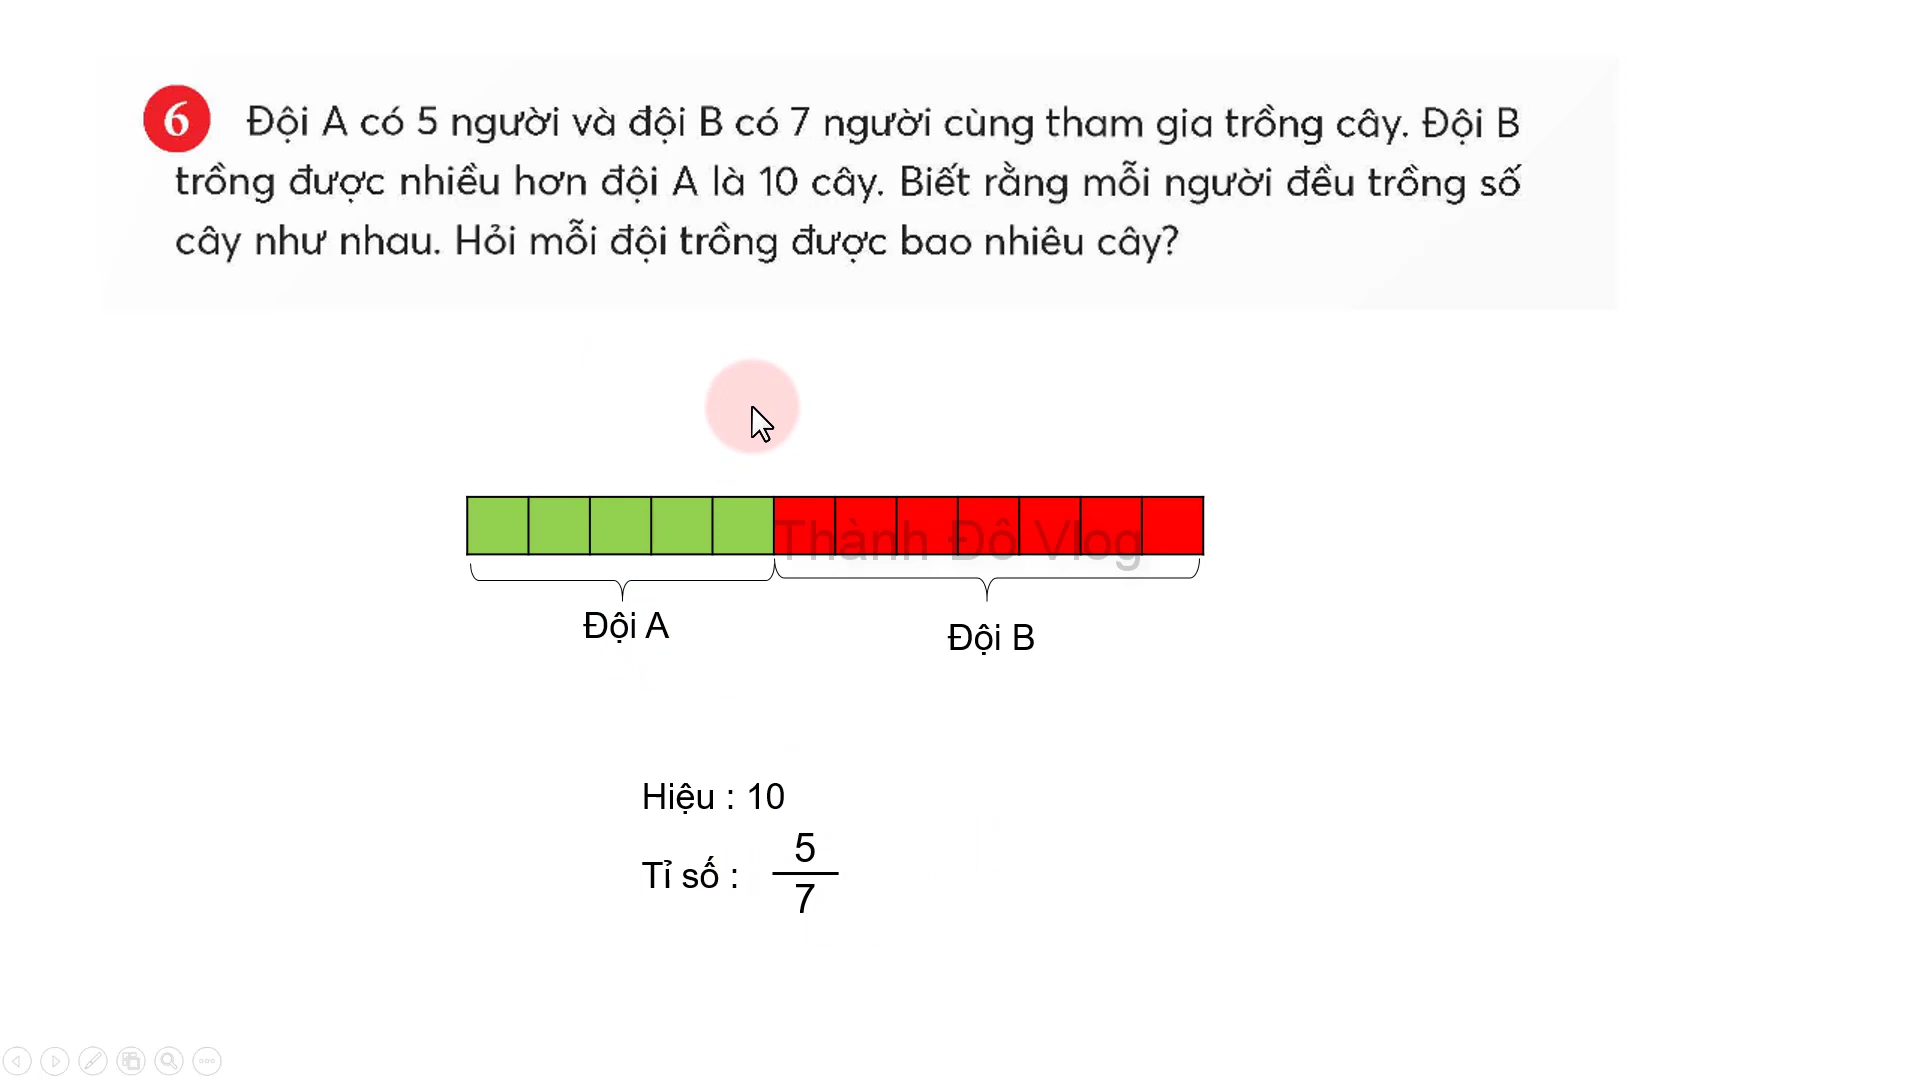 6 Đội A có 5 người và đội B có 7 người cùng tham gia trồng cây. Đội B
trồng được nhiều hơn đội A là 10 cây. Biết rằng mỗi người đều trồng số
cây như nhau. Hỏi mỗi đội trồng được bao nhiêu cây?
Thành Đô Vlog
Đội A
Đội B
Hiệu : 10
Tỉ số :
5
7